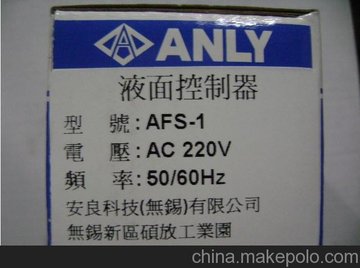 ANLY
液面控制器
型 號: AFS-1
電 壓: AC 220V
頻 率: 50/60Hz
安良科技(無錫)有限公司
無錫新區碩放工業園
china.makepolo.com